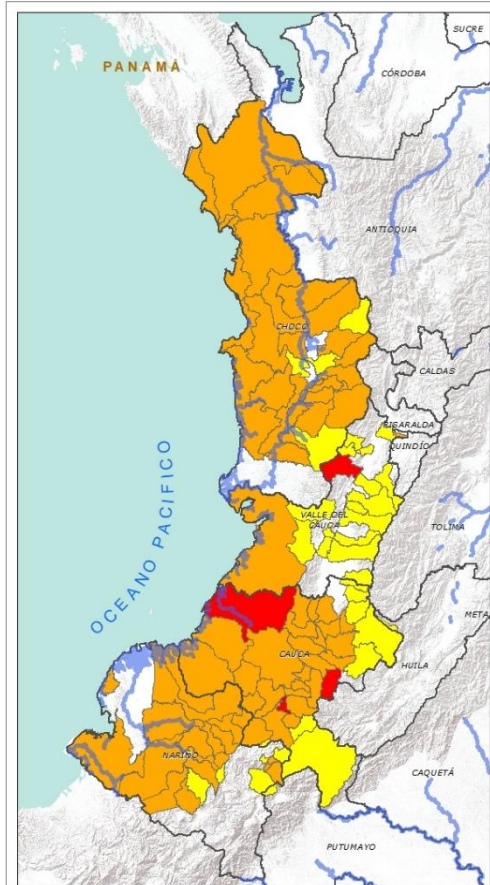 SUCRE
PANAMÁ
CÓRDOBA
ANTIOQUIA
CHOCÓ
CALDAS
RISARALDA
QUINDÍO
OCEANO PACIFICO
VALLE DEL
CAUCA
TOLIMA
META
CAUCA
HUILA
NARIÑO
CAQUETÁ
PUTUMAYO